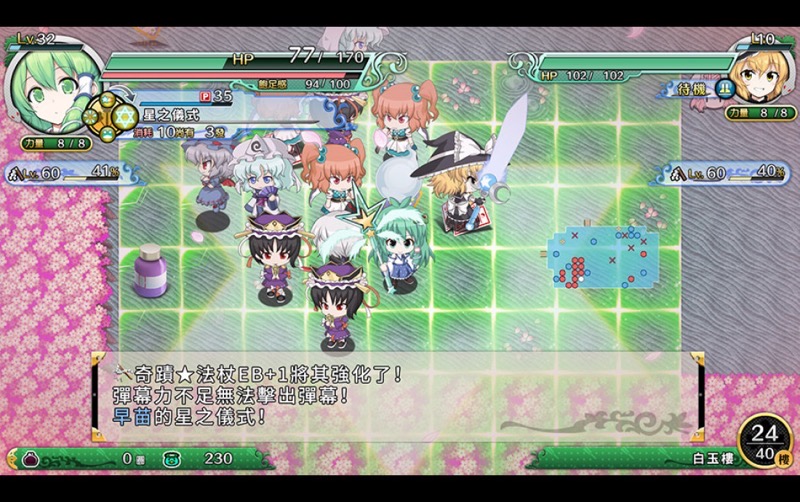 Lv.32
HP 77/ 170
飽足感 94/ 100
P 35
星之儀式
消耗 10 尚有 3發
力量 8/ 8
Lv. 60 41%
L10
HP 102/ 102
待機
力量 8/ 8
Lv. 60 40%
奇蹟★法杖EB+1將其強化了!
彈幕力不足無法擊出彈幕!
早苗的星之儀式!
0
230
白玉樓
24
40 樓